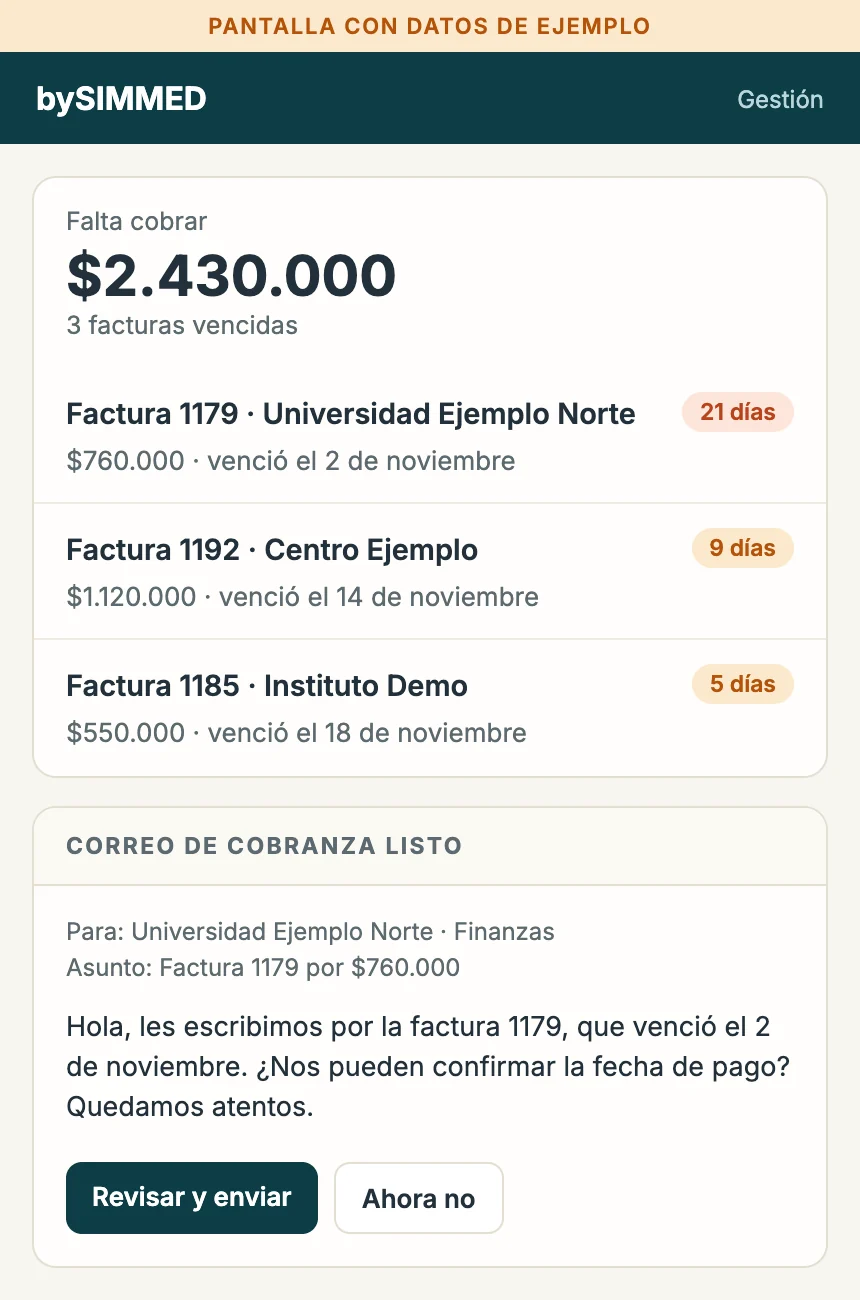 PANTALLA CON DATOS DE EJEMPLO
bySIMMED
Gestión
Falta cobrar
$2.430.000
3 facturas vencidas
Factura 1179 · Universidad Ejemplo Norte
21 días
$760.000 · venció el 2 de noviembre
Factura 1192 · Centro Ejemplo
9 días
$1.120.000 · venció el 14 de noviembre
Factura 1185 · Instituto Demo
5 días
$550.000 · venció el 18 de noviembre
CORREO DE COBRANZA LISTO
Para: Universidad Ejemplo Norte · Finanzas
Asunto: Factura 1179 por $760.000
Hola, les escribimos por la factura 1179, que venció el 2
de noviembre. ¿Nos pueden confirmar la fecha de pago?
Quedamos atentos.
Revisar y enviar
Ahora no